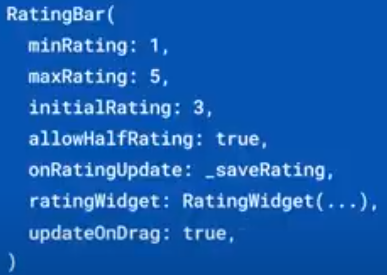 RatingBar(
  minRating: 1,
  maxRating: 5,
  initialRating: 3,
  allowHalfRating: true,
  onRatingUpdate: _saveRating,
  ratingWidget: RatingWidget(...),
  updateOnDrag: true,
)